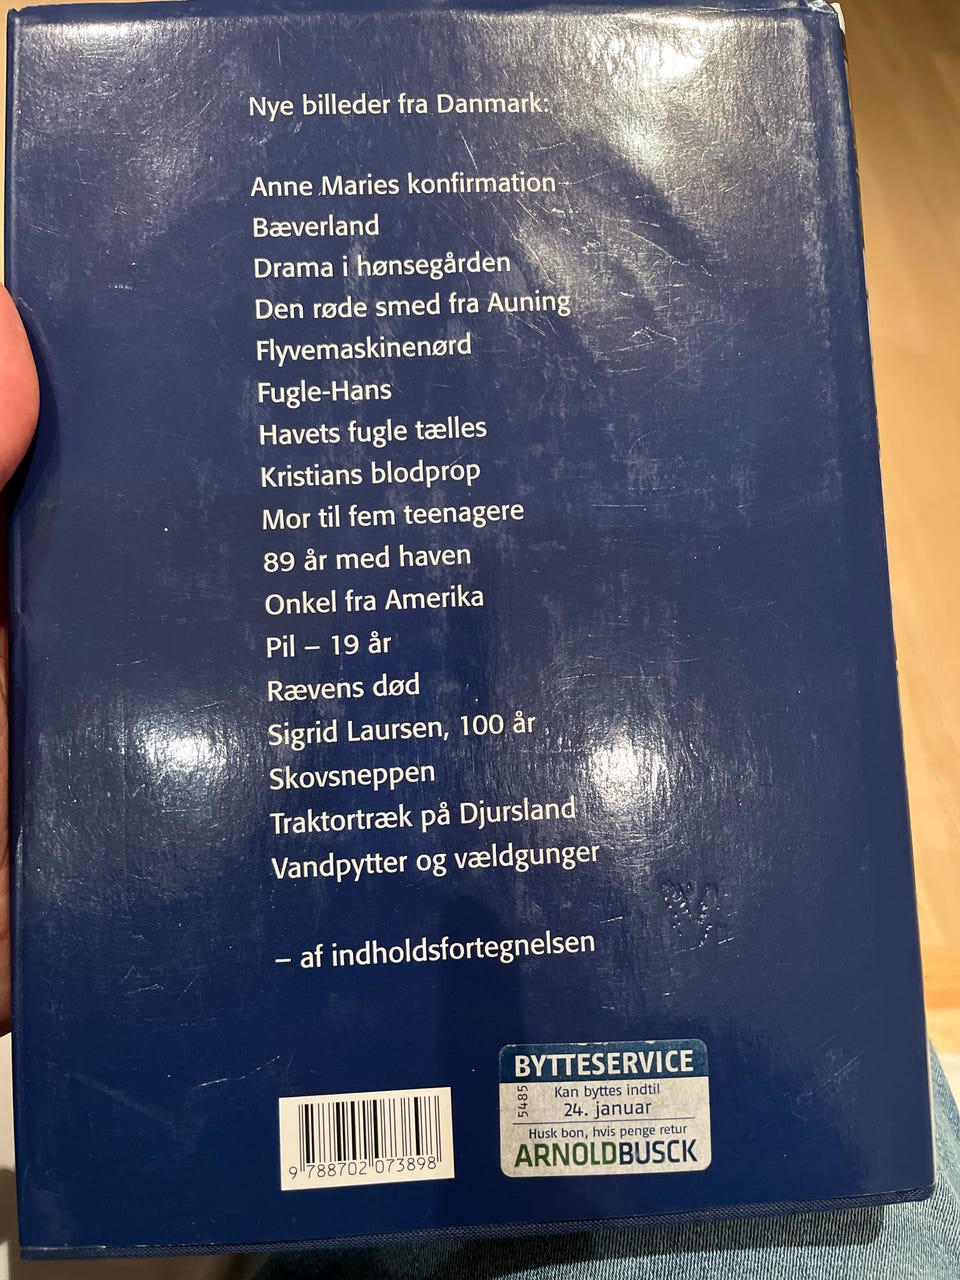 Nye billeder fra Danmark:
Anne Maries konfirmation
Bæverland
Drama i hønsegården
Den røde smed fra Auning
Flyvemaskinenørd
Fugle-Hans
Havets fugle tælles
Kristians blodprop
Mor til fem teenagere
89 år med haven
Onkel fra Amerika
Pil – 19 år
Rævens død
Sigrid Laursen, 100 år
Skovsneppen
Traktortræk på Djursland
Vandpytter og vældgunger
– af indholdsfortegnelsen
9 788702 073898
BYTTESERVICE
5485
Kan byttes indtil
24. januar
Husk bon, hvis penge retur
ARNOLDBUSCK